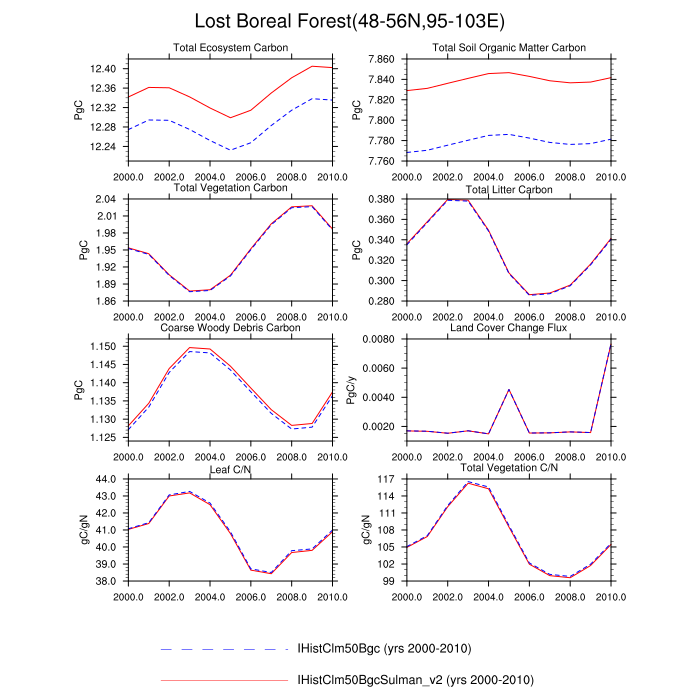 Lost Boreal Forest(48-56N,95-103E)
Total Ecosystem Carbon
Total Soil Organic Matter Carbon
PgC
12.40
12.36
12.32
12.28
12.24
2000.0 2002.0 2004.0 2006.0 2008.0 2010.0
PgC
7.860
7.840
7.820
7.800
7.780
7.760
2000.0 2002.0 2004.0 2006.0 2008.0 2010.0
Total Vegetation Carbon
Total Litter Carbon
PgC
2.04
2.01
1.98
1.95
1.92
1.89
1.86
2000.0 2002.0 2004.0 2006.0 2008.0 2010.0
PgC
0.380
0.360
0.340
0.320
0.300
0.280
2000.0 2002.0 2004.0 2006.0 2008.0 2010.0
Coarse Woody Debris Carbon
Land Cover Change Flux
PgC
1.150
1.145
1.140
1.135
1.130
1.125
2000.0 2002.0 2004.0 2006.0 2008.0 2010.0
PgC/y
0.0080
0.0060
0.0040
0.0020
2000.0 2002.0 2004.0 2006.0 2008.0 2010.0
Leaf C/N
Total Vegetation C/N
gC/gN
44.0
43.0
42.0
41.0
40.0
39.0
38.0
2000.0 2002.0 2004.0 2006.0 2008.0 2010.0
gC/gN
117
114
111
108
105
102
99
2000.0 2002.0 2004.0 2006.0 2008.0 2010.0
IHistClm50Bgc (yrs 2000-2010)
IHistClm50BgcSulman_v2 (yrs 2000-2010)